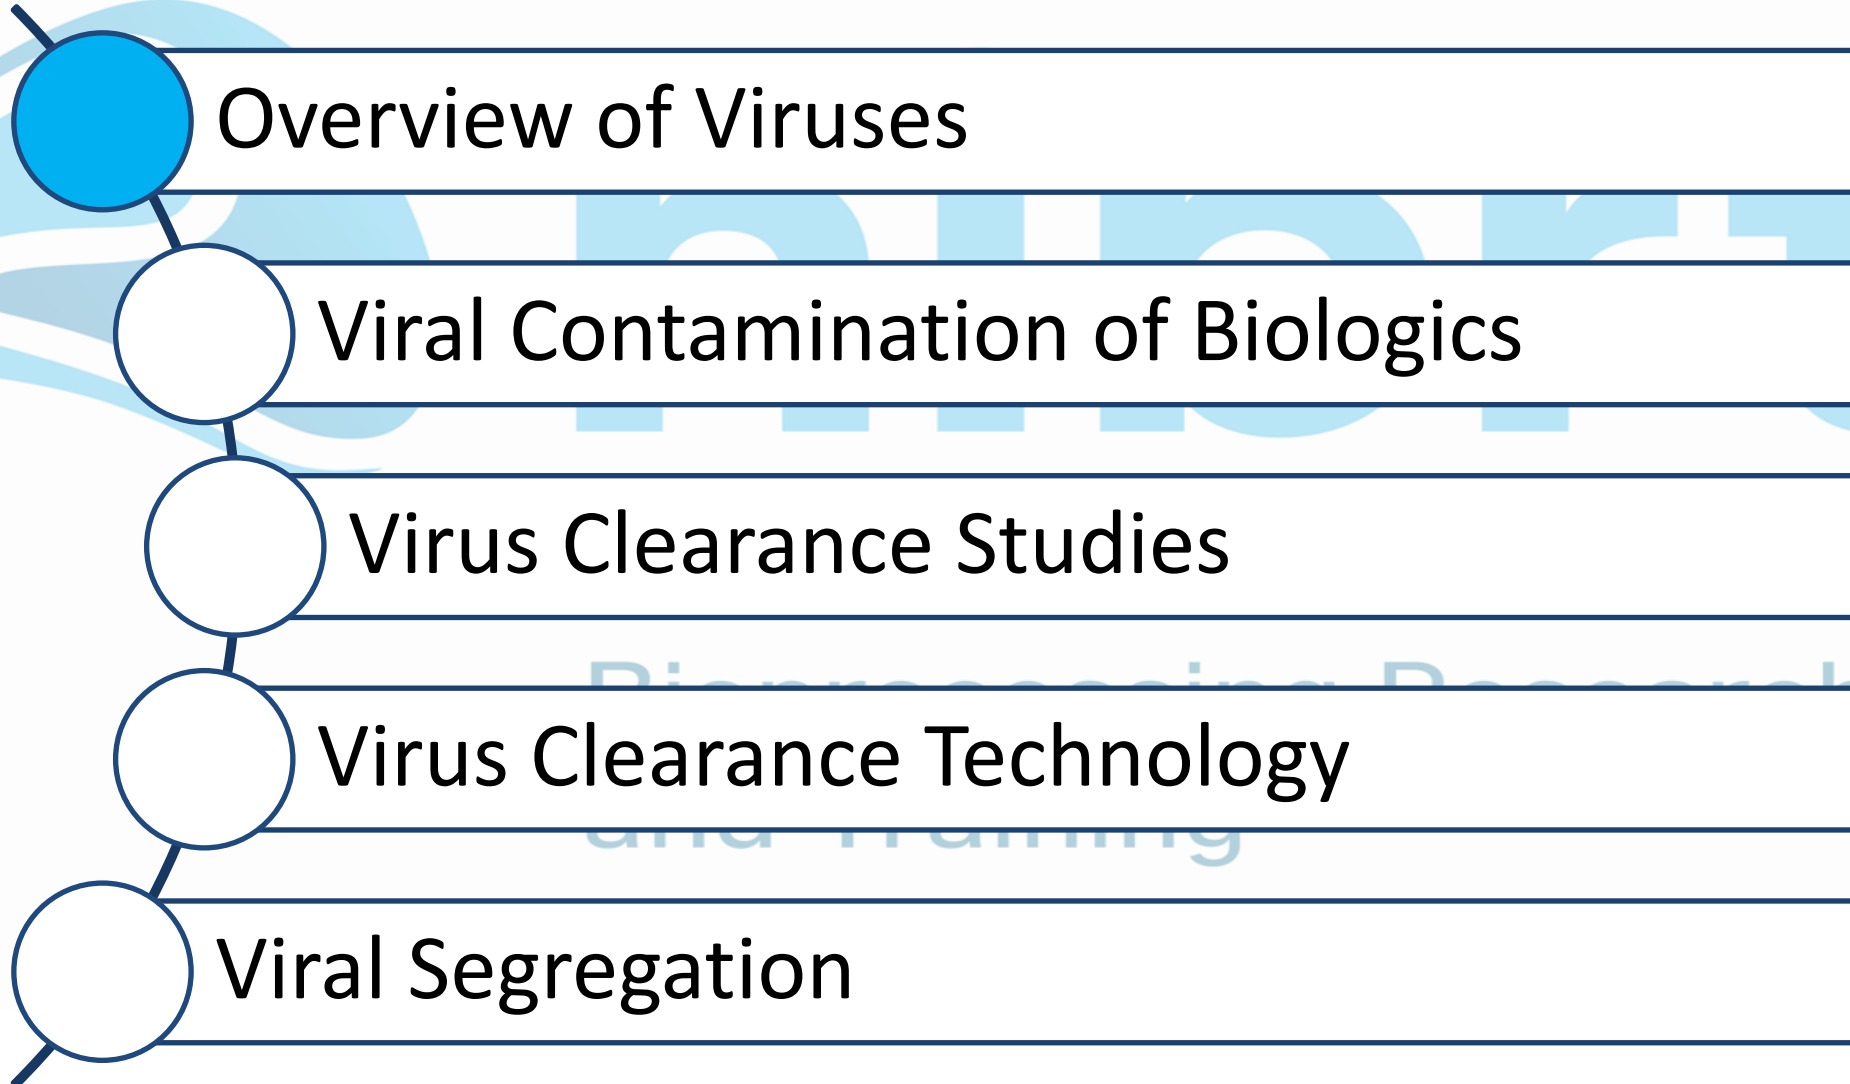 Overview of Viruses
Viral Contamination of Biologics
Virus Clearance Studies
Virus Clearance Technology
Viral Segregation